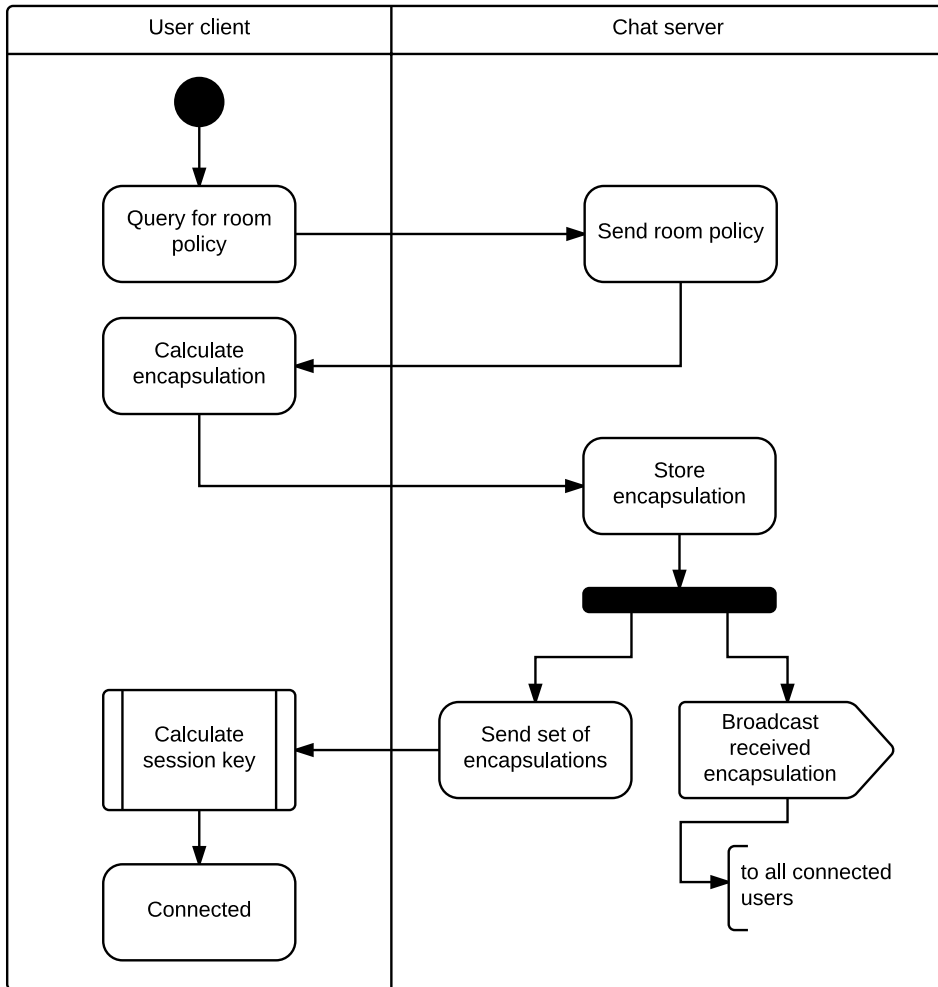 User client
Chat server
Query for room
policy
Send room policy
Calculate
encapsulation
Store
encapsulation
Calculate
session key
Send set of
encapsulations
Broadcast
received
encapsulation
to all connected
users
Connected